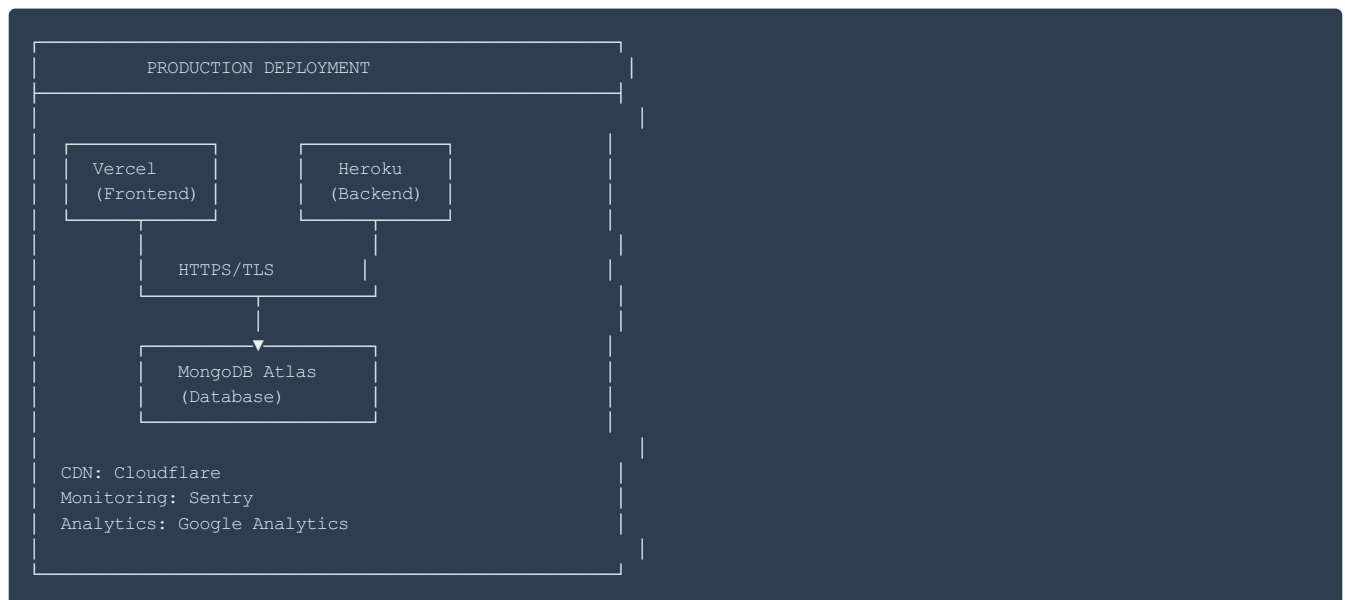 PRODUCTION DEPLOYMENT
Vercel Heroku
(Frontend) (Backend)
HTTPS/TLS
MongoDB Atlas
(Database)
CDN: Cloudflare
Monitoring: Sentry
Analytics: Google Analytics